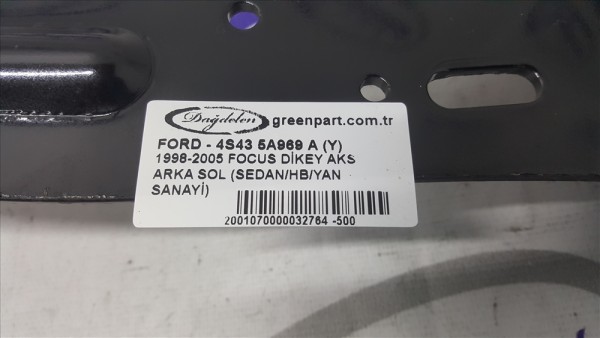 Dağdelen
greenpart.com.tr
FORD - 4S43 5A969 A (Y)
1998-2005 FOCUS DİKEY AKS
ARKA SOL (SEDAN/HB/YAN
SANAYİ)
2001070000032764 -500